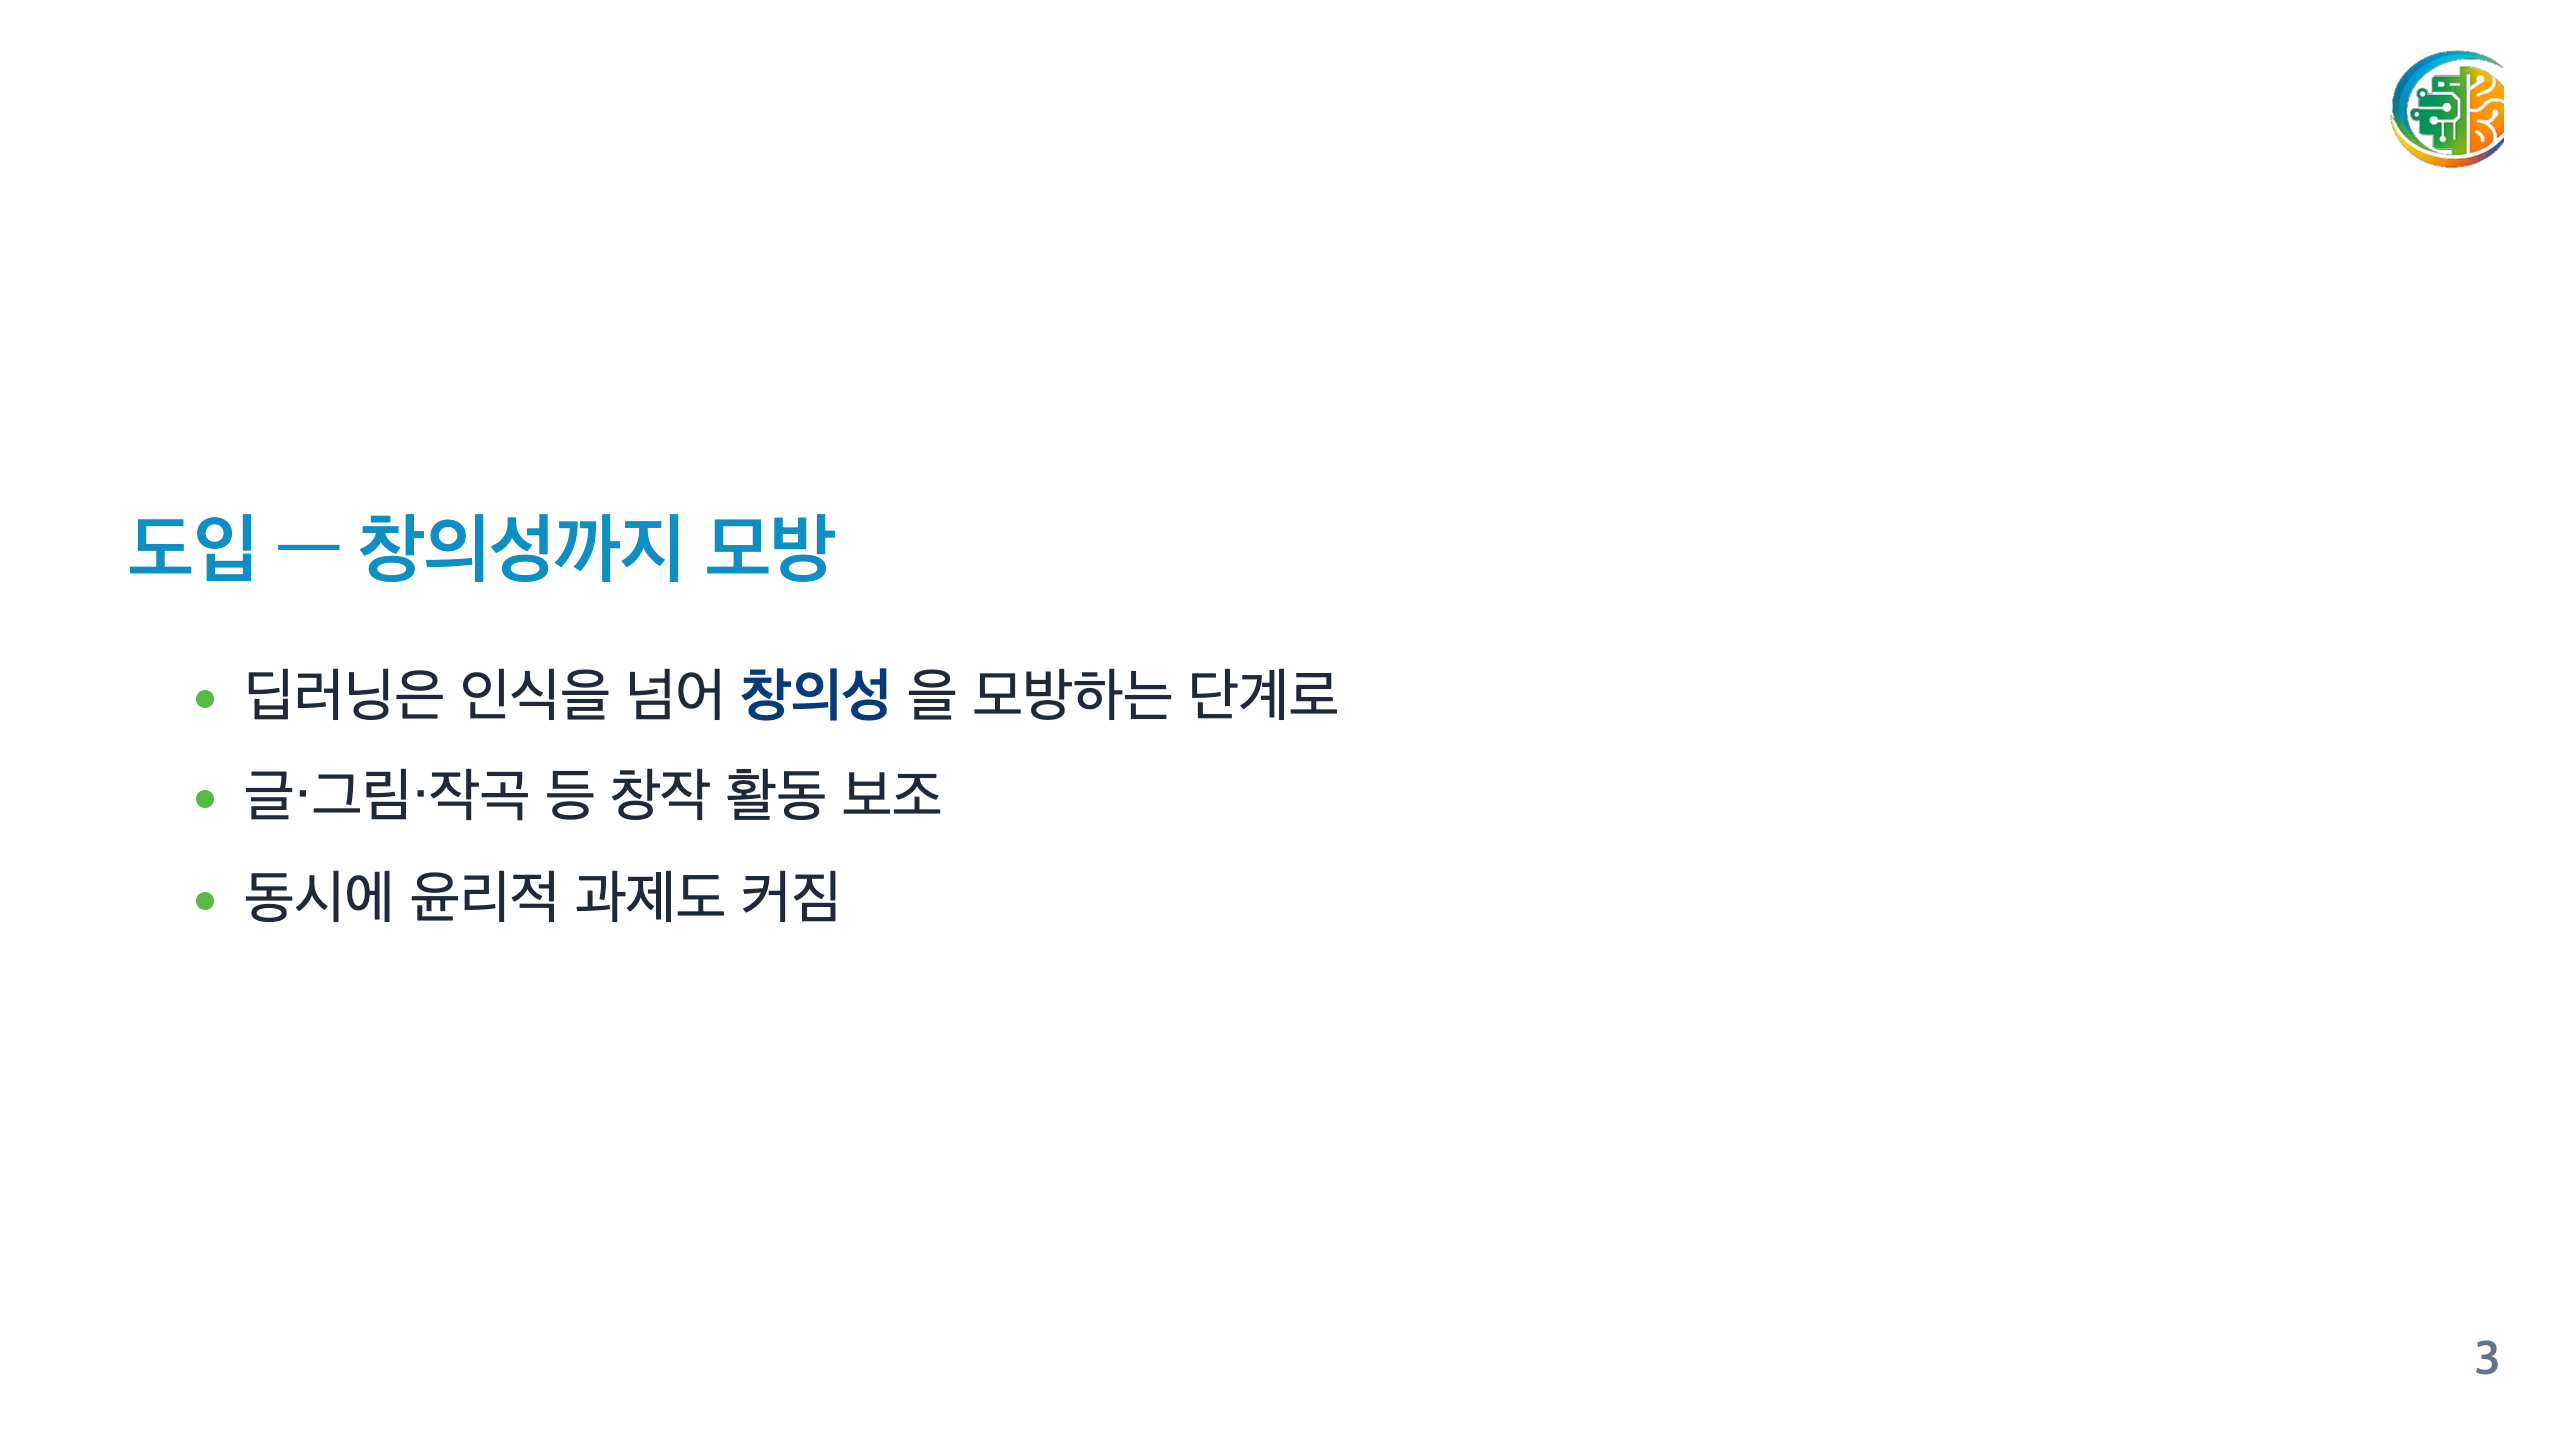 도입 — 창의성까지 모방
딥러닝은 인식을 넘어 창의성 을 모방하는 단계로
글·그림·작곡 등 창작 활동 보조
동시에 윤리적 과제도 커짐
3